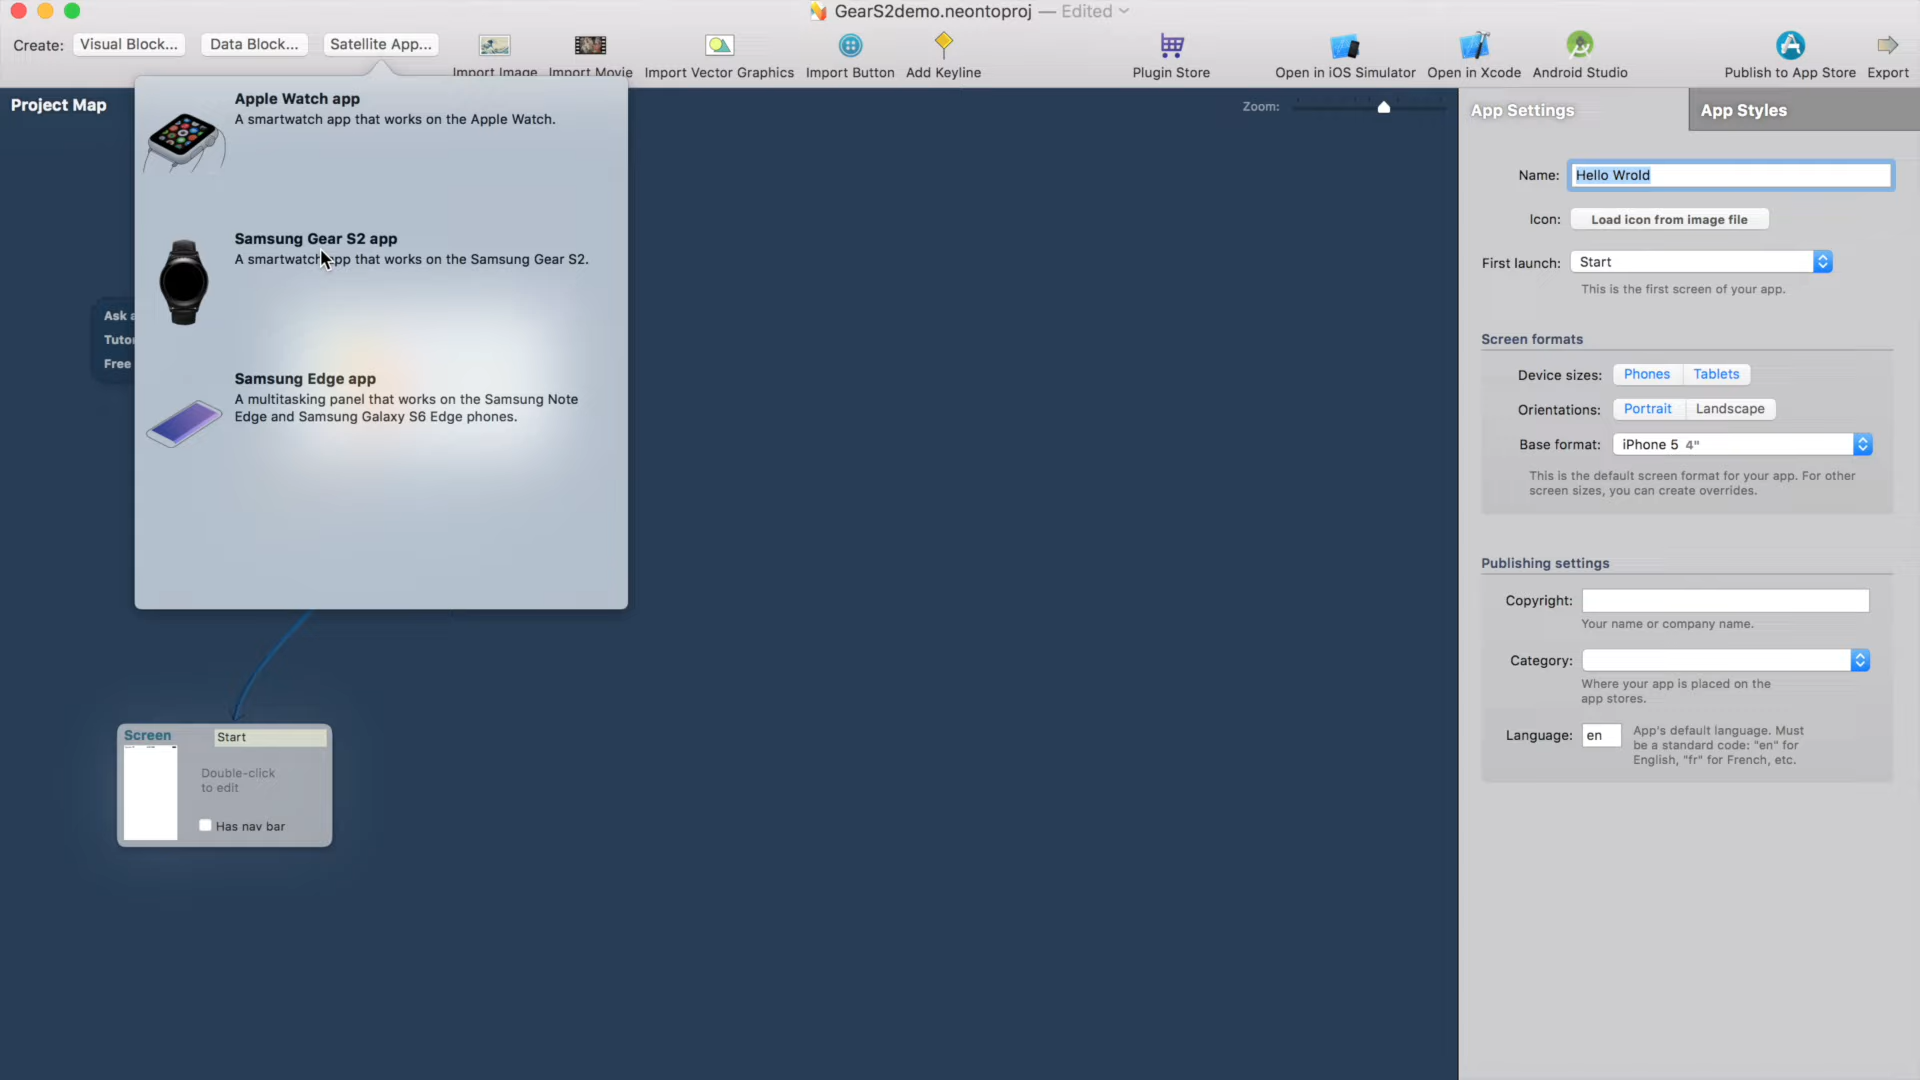 GearS2demo.neontoproj — Edited
Create: Visual Block... Data Block... Satellite App...
Import Image Import Movie Import Vector Graphics Import Button Add Keyline Plugin Store Open in iOS Simulator Open in Xcode Android Studio Publish to App Store Export
Project Map
Zoom:
Apple Watch app
A smartwatch app that works on the Apple Watch.
Samsung Gear S2 app
A smartwatch app that works on the Samsung Gear S2.
Samsung Edge app
A multitasking panel that works on the Samsung Note
Edge and Samsung Galaxy S6 Edge phones.
Ask
Free
Screen Start
Double-click
to edit
Has nav bar
App Settings App Styles
Name: Hello Wrold
Icon: Load icon from image file
First launch: Start
This is the first screen of your app.
Screen formats
Device sizes: Phones Tablets
Orientations: Portrait Landscape
Base format: iPhone 5 4"
This is the default screen format for your app. For other
screen sizes, you can create overrides.
Publishing settings
Copyright:
Your name or company name.
Category:
Where your app is placed on the
app stores.
Language: en App's default language. Must
be a standard code: "en" for
English, "fr" for French, etc.